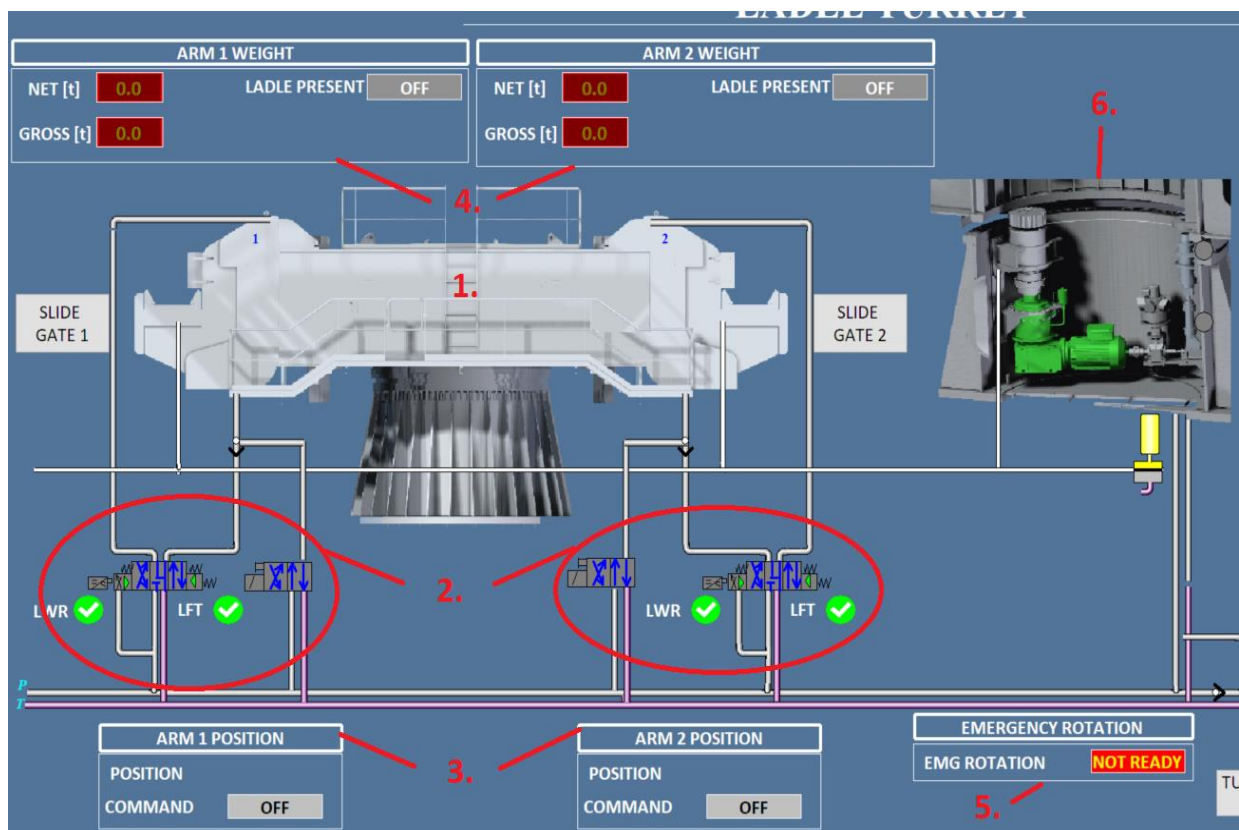 LADLE TURRET
ARM 1 WEIGHT
ARM 2 WEIGHT
NET [t] 0.0 LADLE PRESENT OFF
NET [t] 0.0 LADLE PRESENT OFF
GROSS [t] 0.0
GROSS [t] 0.0
6.
4.
1
2
1.
SLIDE
GATE 1
SLIDE
GATE 2
2.
LWR
LFT
LWR
LFT
P
T
ARM 1 POSITION
ARM 2 POSITION
EMERGENCY ROTATION
POSITION
POSITION
EMG ROTATION NOT READY
3.
COMMAND OFF
COMMAND OFF
5.